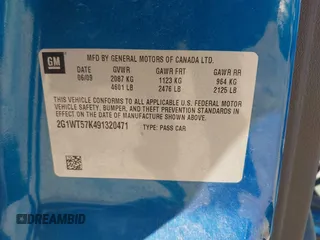 GM
MFD BY GENERAL MOTORS OF CANADA LTD.
DATE GVWR GAWR FRT GAWR RR
06/09 2087 KG 1123 KG 964 KG
4601 LB 2476 LB 2125 LB
THIS VEHICLE CONFORMS TO ALL APPLICABLE U.S. FEDERAL MOTOR
VEHICLE SAFETY, BUMPER, AND THEFT PREVENTION STANDARDS IN
EFFECT ON THE DATE OF MANUFACTURE SHOWN ABOVE.
2G1WT57K491320471 TYPE: PASS CAR
DREAMBID